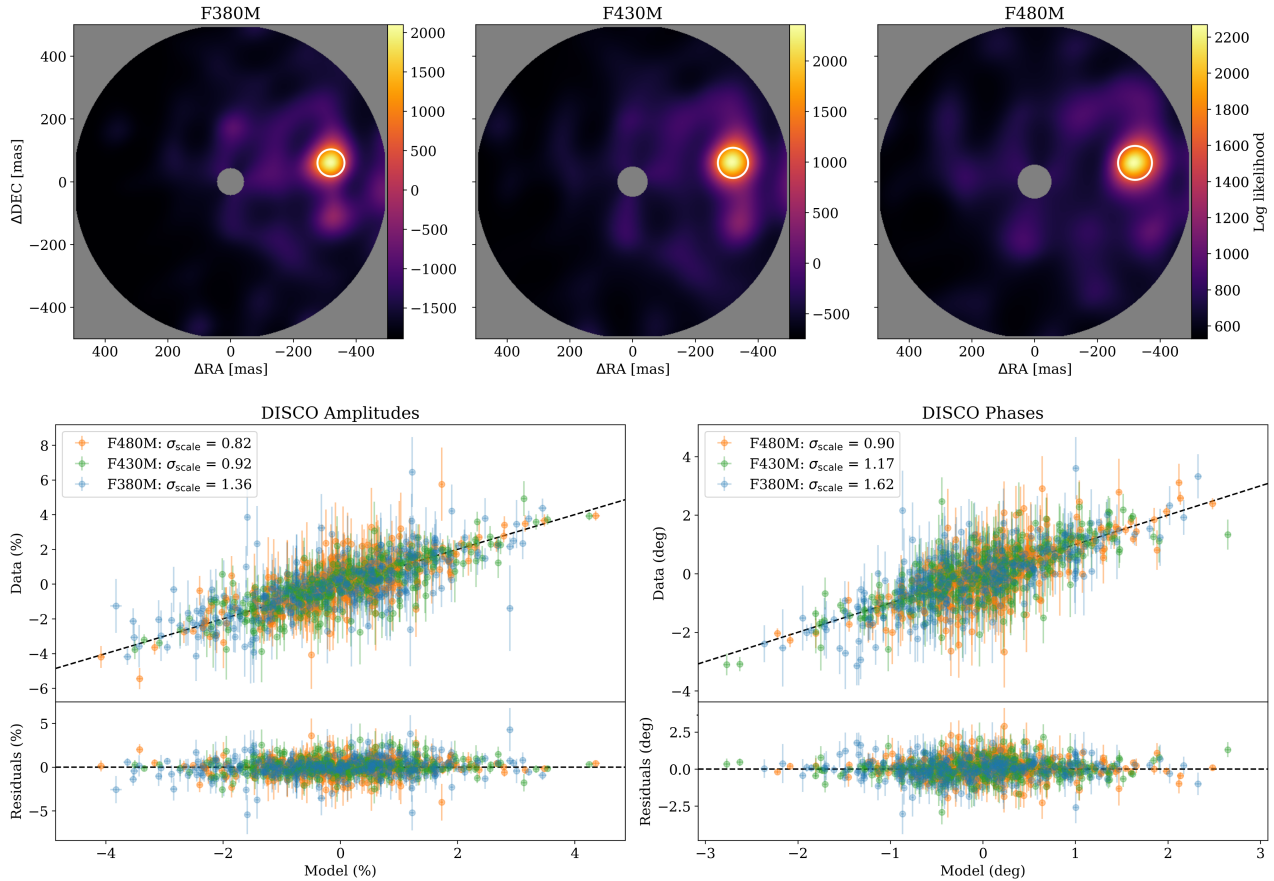 F380M
F430M
F480M
ΔDEC [mas]
400
200
0
−200
−400
400 200 0 −200 −400
ΔRA [mas]
2000
1500
1000
500
0
−500
−1000
−1500
400 200 0 −200 −400
ΔRA [mas]
2000
1500
1000
500
0
−500
400 200 0 −200 −400
ΔRA [mas]
2200
2000
1800
1600
1400
1200
1000
800
600
Log likelihood
DISCO Amplitudes
F480M: σscale = 0.82
F430M: σscale = 0.92
F380M: σscale = 1.36
Data (%)
8
6
4
2
0
−2
−4
−6
Residuals (%)
5
0
−5
−4 −2 0 2 4
Model (%)
DISCO Phases
F480M: σscale = 0.90
F430M: σscale = 1.17
F380M: σscale = 1.62
Data (deg)
4
2
0
−2
−4
Residuals (deg)
2.5
0.0
−2.5
−3 −2 −1 0 1 2 3
Model (deg)